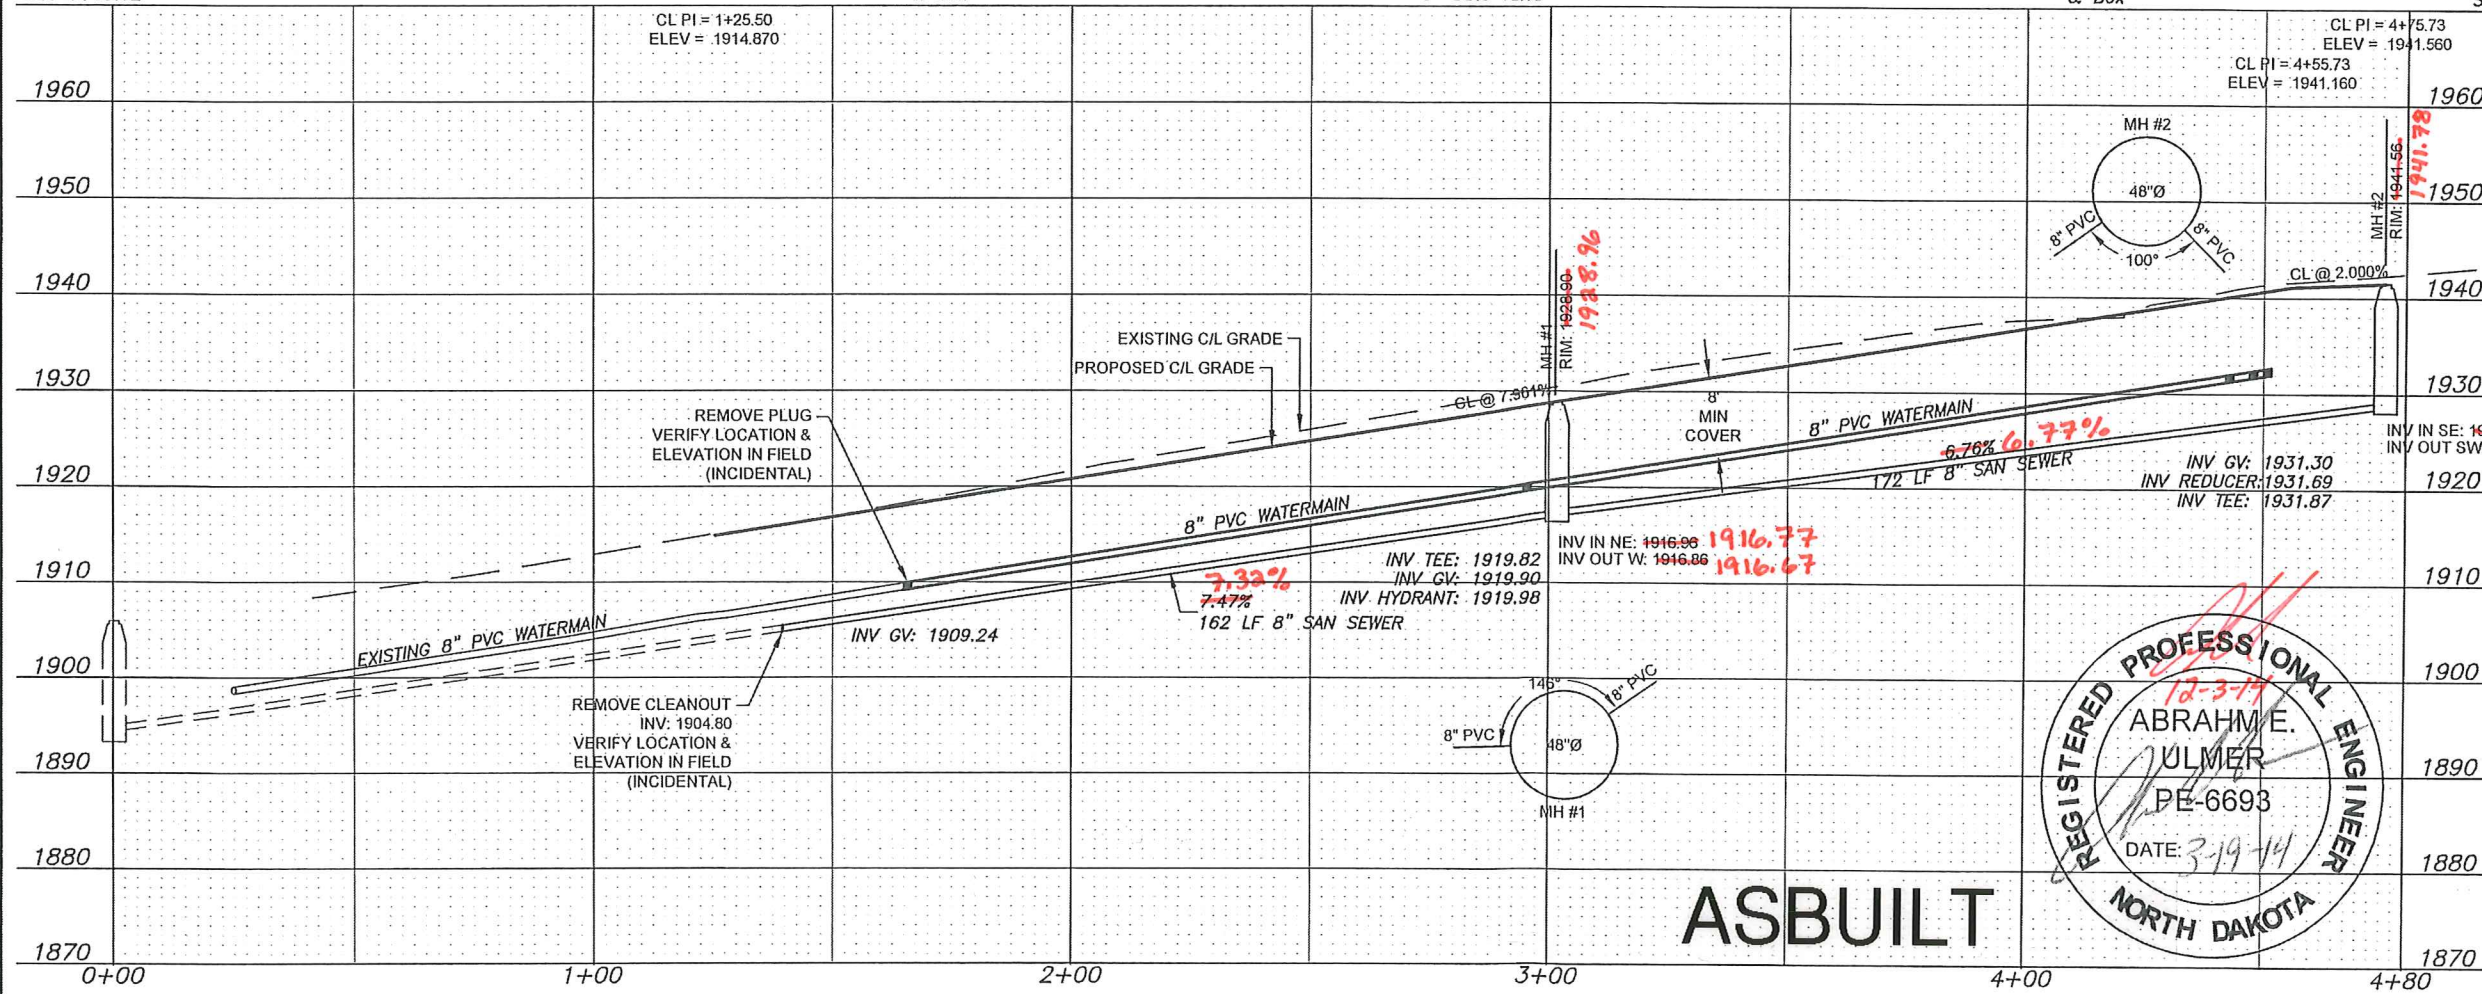 & Box
CL PI = 1+25.50
ELEV = 1914.870
CL PI = 4+75.73
ELEV = 1941.560
CL PI = 4+55.73
ELEV = 1941.160
1960
1960
MH #2
48"Ø
8" PVC
8" PVC
100°
MH #2
RIM: 1941.56
1941.78
1950
1950
CL @ 2.000%
1940
1940
MH #1
RIM: 1928.90
1928.96
EXISTING C/L GRADE
PROPOSED C/L GRADE
1930
1930
CL @ 7.961%
8'
MIN
COVER
8" PVC WATERMAIN
6.76% 6.77%
172 LF 8" SAN SEWER
REMOVE PLUG
VERIFY LOCATION &
ELEVATION IN FIELD
(INCIDENTAL)
INV IN SE:
INV OUT SW
INV GV: 1931.30
INV REDUCER: 1931.69
INV TEE: 1931.87
1920
1920
8" PVC WATERMAIN
INV IN NE: 1916.96 1916.77
INV OUT W: 1916.86 1916.67
INV TEE: 1919.82
INV GV: 1919.90
INV HYDRANT: 1919.98
1910
1910
7.32%
7.47%
162 LF 8" SAN SEWER
INV GV: 1909.24
EXISTING 8" PVC WATERMAIN
1900
1900
REMOVE CLEANOUT
INV: 1904.80
VERIFY LOCATION &
ELEVATION IN FIELD
(INCIDENTAL)
146°
18" PVC
8" PVC
48"Ø
MH #1
1890
1890
REGISTERED PROFESSIONAL ENGINEER
12-3-14
ABRAHM E.
ULMER
PE-6693
DATE: 3-19-14
NORTH DAKOTA
1880
1880
ASBUILT
1870
1870
0+00
1+00
2+00
3+00
4+00
4+80